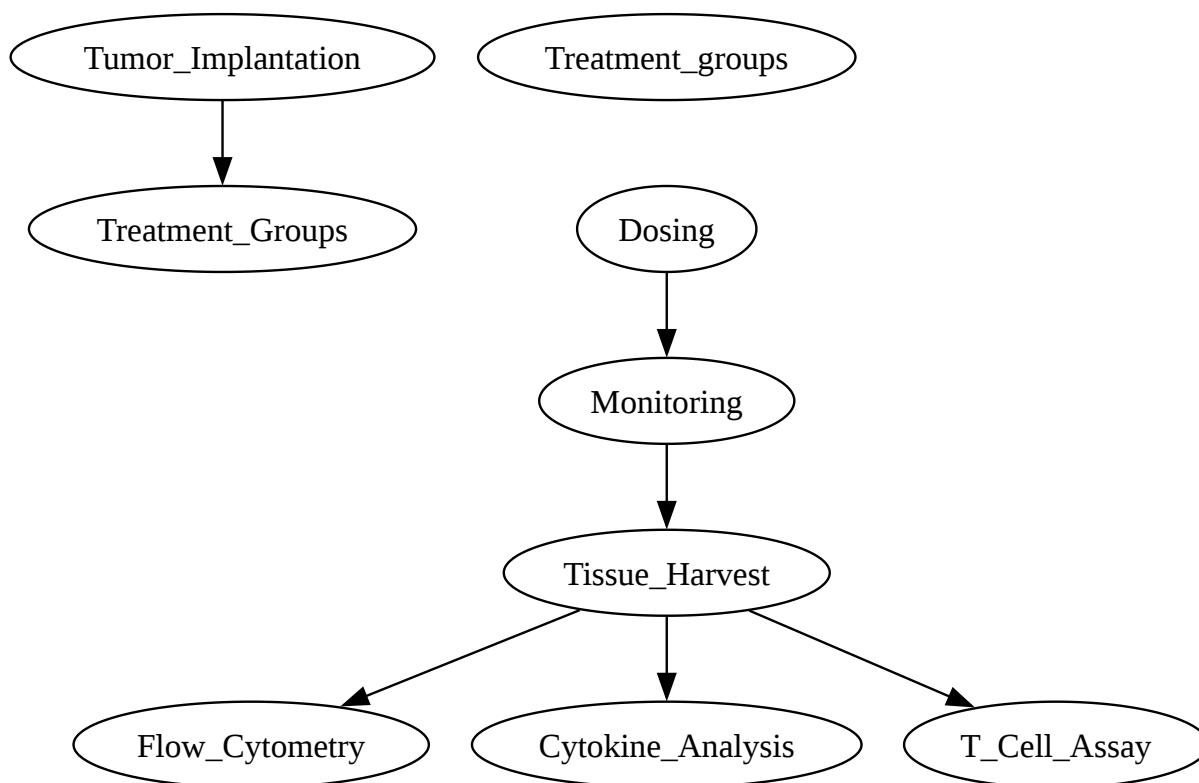 Tumor_Implantation
Treatment_groups
Treatment_Groups
Dosing
Monitoring
Tissue_Harvest
Flow_Cytometry
Cytokine_Analysis
T_Cell_Assay